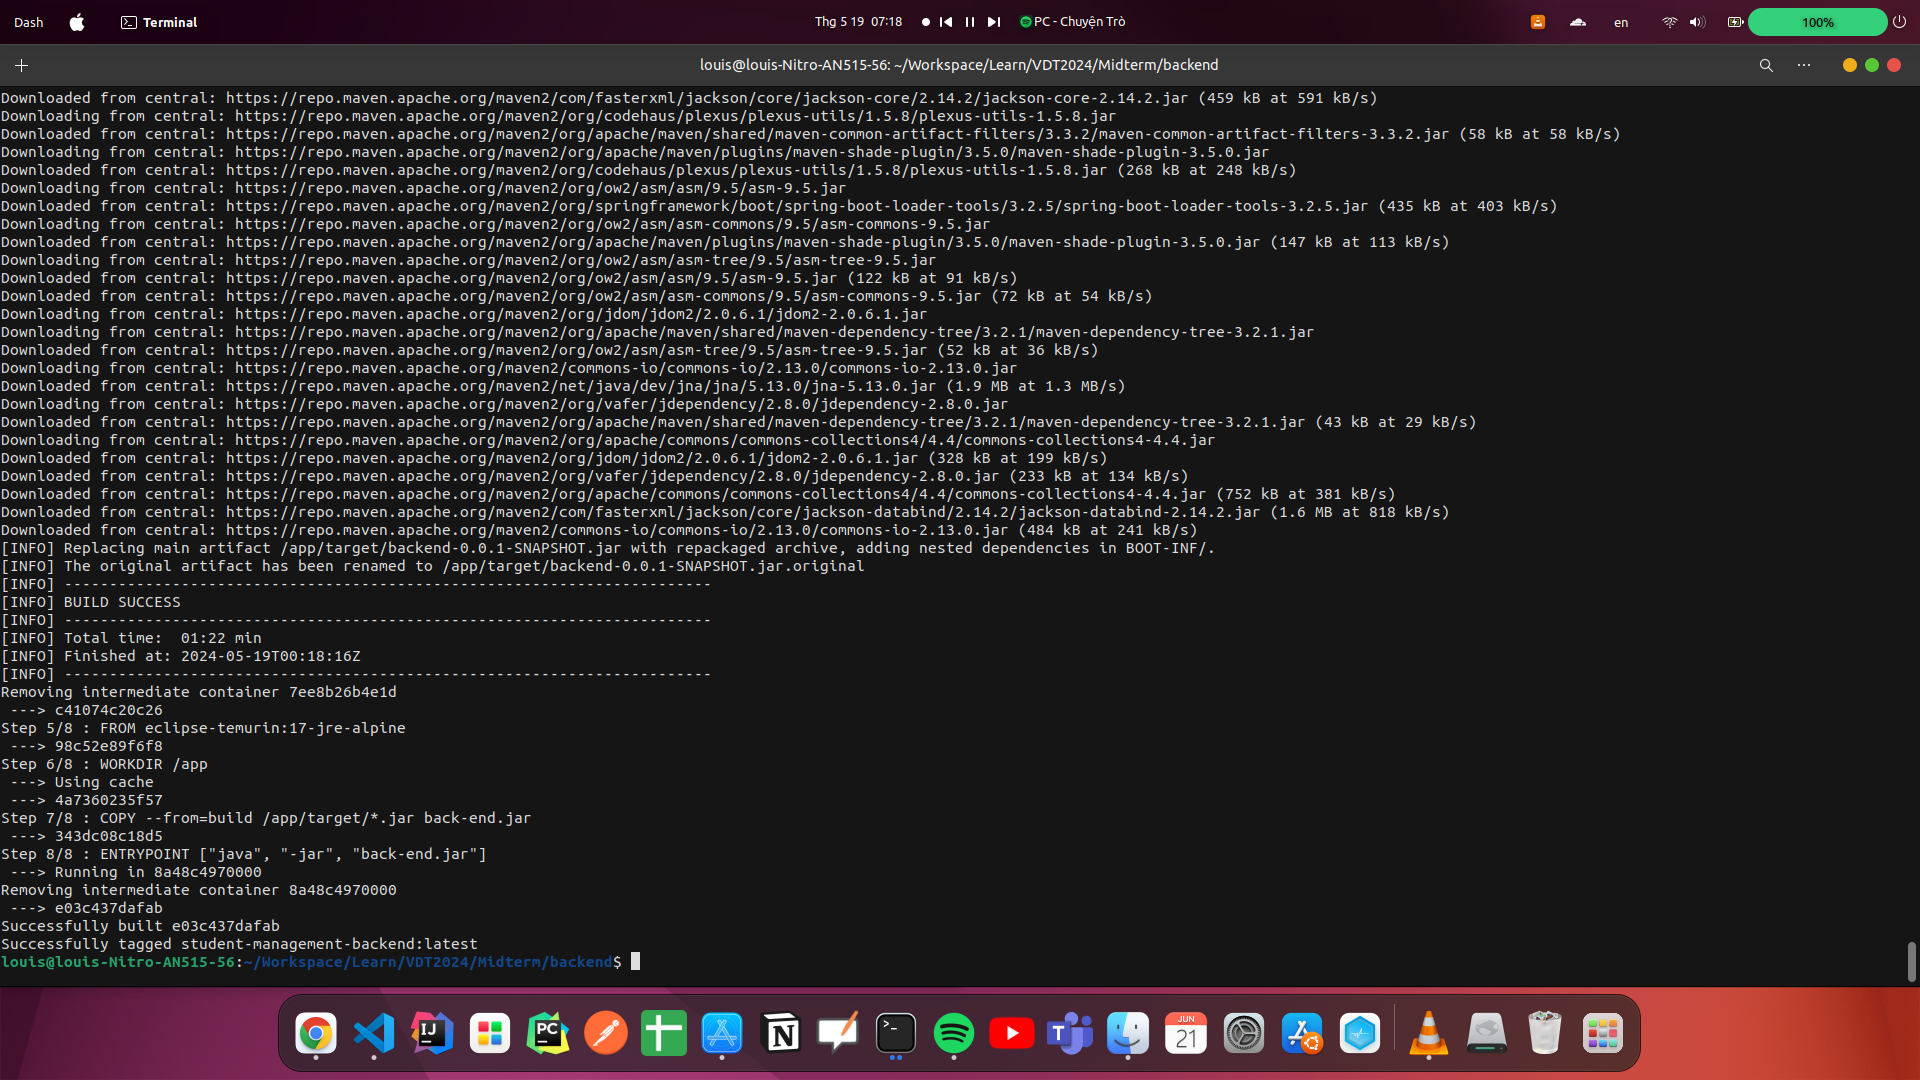 Dash
Terminal
Thg 5 19 07:18
PC - Chuyện Trò
en
100%
louis@louis-Nitro-AN515-56: ~/Workspace/Learn/VDT2024/Midterm/backend
Downloaded from central: https://repo.maven.apache.org/maven2/com/fasterxml/jackson/core/jackson-core/2.14.2/jackson-core-2.14.2.jar (459 kB at 591 kB/s)
Downloading from central: https://repo.maven.apache.org/maven2/org/codehaus/plexus/plexus-utils/1.5.8/plexus-utils-1.5.8.jar
Downloaded from central: https://repo.maven.apache.org/maven2/org/apache/maven/shared/maven-common-artifact-filters/3.3.2/maven-common-artifact-filters-3.3.2.jar (58 kB at 58 kB/s)
Downloading from central: https://repo.maven.apache.org/maven2/org/apache/maven/plugins/maven-shade-plugin/3.5.0/maven-shade-plugin-3.5.0.jar
Downloaded from central: https://repo.maven.apache.org/maven2/org/codehaus/plexus/plexus-utils/1.5.8/plexus-utils-1.5.8.jar (268 kB at 248 kB/s)
Downloading from central: https://repo.maven.apache.org/maven2/org/ow2/asm/asm/9.5/asm-9.5.jar
Downloaded from central: https://repo.maven.apache.org/maven2/org/springframework/boot/spring-boot-loader-tools/3.2.5/spring-boot-loader-tools-3.2.5.jar (435 kB at 403 kB/s)
Downloading from central: https://repo.maven.apache.org/maven2/org/ow2/asm/asm-commons/9.5/asm-commons-9.5.jar
Downloaded from central: https://repo.maven.apache.org/maven2/org/apache/maven/plugins/maven-shade-plugin/3.5.0/maven-shade-plugin-3.5.0.jar (147 kB at 113 kB/s)
Downloading from central: https://repo.maven.apache.org/maven2/org/ow2/asm/asm-tree/9.5/asm-tree-9.5.jar
Downloaded from central: https://repo.maven.apache.org/maven2/org/ow2/asm/asm/9.5/asm-9.5.jar (122 kB at 91 kB/s)
Downloaded from central: https://repo.maven.apache.org/maven2/org/ow2/asm/asm-commons/9.5/asm-commons-9.5.jar (72 kB at 54 kB/s)
Downloading from central: https://repo.maven.apache.org/maven2/org/jdom/jdom2/2.0.6.1/jdom2-2.0.6.1.jar
Downloading from central: https://repo.maven.apache.org/maven2/org/apache/maven/shared/maven-dependency-tree/3.2.1/maven-dependency-tree-3.2.1.jar
Downloaded from central: https://repo.maven.apache.org/maven2/org/ow2/asm/asm-tree/9.5/asm-tree-9.5.jar (52 kB at 36 kB/s)
Downloading from central: https://repo.maven.apache.org/maven2/commons-io/commons-io/2.13.0/commons-io-2.13.0.jar
Downloaded from central: https://repo.maven.apache.org/maven2/net/java/dev/jna/jna/5.13.0/jna-5.13.0.jar (1.9 MB at 1.3 MB/s)
Downloading from central: https://repo.maven.apache.org/maven2/org/vafer/jdependency/2.8.0/jdependency-2.8.0.jar
Downloaded from central: https://repo.maven.apache.org/maven2/org/apache/maven/shared/maven-dependency-tree/3.2.1/maven-dependency-tree-3.2.1.jar (43 kB at 29 kB/s)
Downloading from central: https://repo.maven.apache.org/maven2/org/apache/commons/commons-collections4/4.4/commons-collections4-4.4.jar
Downloaded from central: https://repo.maven.apache.org/maven2/org/jdom/jdom2/2.0.6.1/jdom2-2.0.6.1.jar (328 kB at 199 kB/s)
Downloaded from central: https://repo.maven.apache.org/maven2/org/vafer/jdependency/2.8.0/jdependency-2.8.0.jar (233 kB at 134 kB/s)
Downloaded from central: https://repo.maven.apache.org/maven2/org/apache/commons/commons-collections4/4.4/commons-collections4-4.4.jar (752 kB at 381 kB/s)
Downloaded from central: https://repo.maven.apache.org/maven2/com/fasterxml/jackson/core/jackson-databind/2.14.2/jackson-databind-2.14.2.jar (1.6 MB at 818 kB/s)
Downloaded from central: https://repo.maven.apache.org/maven2/commons-io/commons-io/2.13.0/commons-io-2.13.0.jar (484 kB at 241 kB/s)
[INFO] Replacing main artifact /app/target/backend-0.0.1-SNAPSHOT.jar with repackaged archive, adding nested dependencies in BOOT-INF/.
[INFO] The original artifact has been renamed to /app/target/backend-0.0.1-SNAPSHOT.jar.original
[INFO] ------------------------------------------------------------------------
[INFO] BUILD SUCCESS
[INFO] ------------------------------------------------------------------------
[INFO] Total time:  01:22 min
[INFO] Finished at: 2024-05-19T00:18:16Z
[INFO] ------------------------------------------------------------------------
Removing intermediate container 7ee8b26b4e1d
 ---> c41074c20c26
Step 5/8 : FROM eclipse-temurin:17-jre-alpine
 ---> 98c52e89f6f8
Step 6/8 : WORKDIR /app
 ---> Using cache
 ---> 4a7360235f57
Step 7/8 : COPY --from=build /app/target/*.jar back-end.jar
 ---> 343dc08c18d5
Step 8/8 : ENTRYPOINT ["java", "-jar", "back-end.jar"]
 ---> Running in 8a48c4970000
Removing intermediate container 8a48c4970000
 ---> e03c437dafab
Successfully built e03c437dafab
Successfully tagged student-management-backend:latest
louis@louis-Nitro-AN515-56:~/Workspace/Learn/VDT2024/Midterm/backend$
IJ
PC
N
>_
T
JUN
21